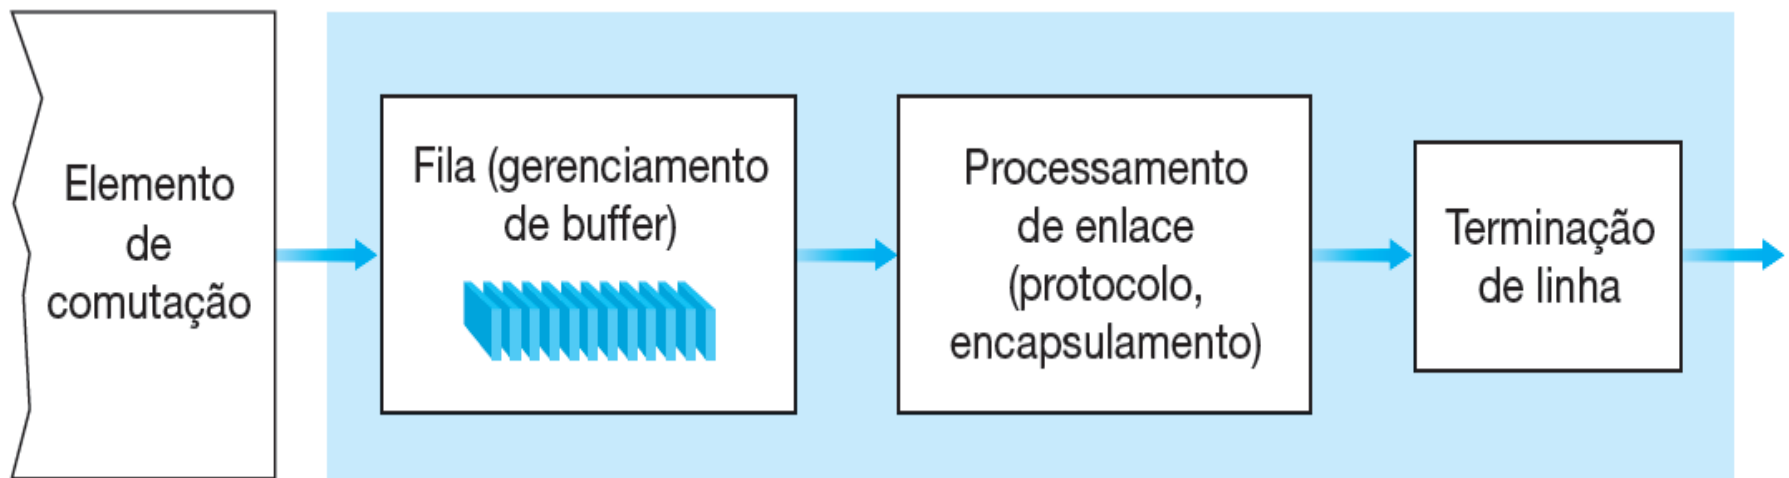 Elemento
de
comutação
Fila (gerenciamento
de buffer)
Processamento
de enlace
(protocolo,
encapsulamento)
Terminação
de linha